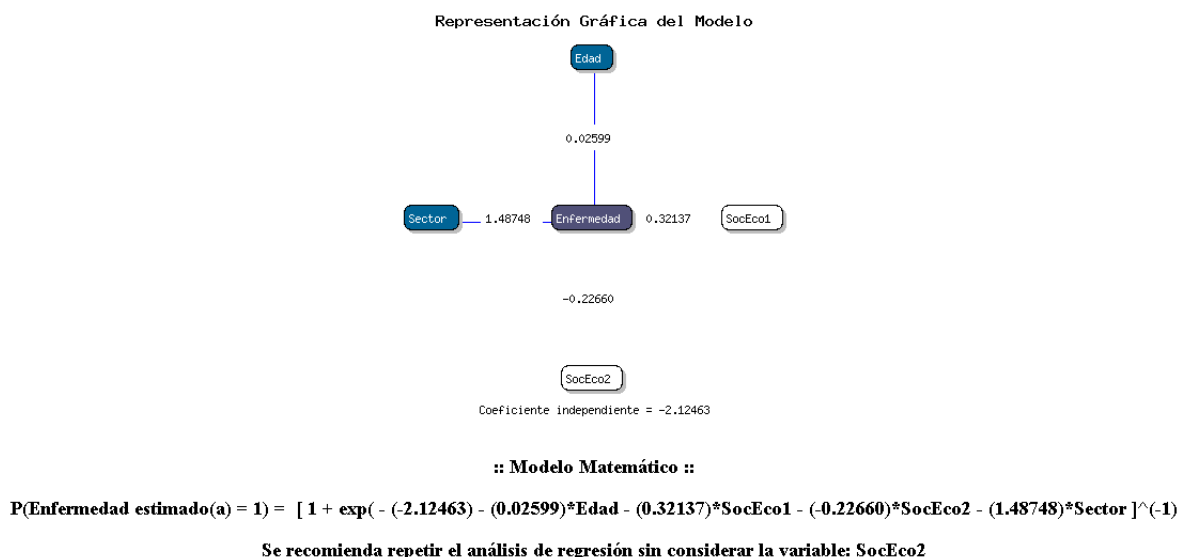 Representación Gráfica del Modelo
Edad
0.02599
Sector 1.48748 Enfermedad 0.32137 SocEco1
-0.22660
SocEco2
Coeficiente independiente = -2.12463
:: Modelo Matemático ::
P(Enfermedad estimado(a) = 1) = [ 1 + exp( - (-2.12463) - (0.02599)*Edad - (0.32137)*SocEco1 - (-0.22660)*SocEco2 - (1.48748)*Sector ]^(-1)
Se recomienda repetir el análisis de regresión sin considerar la variable: SocEco2